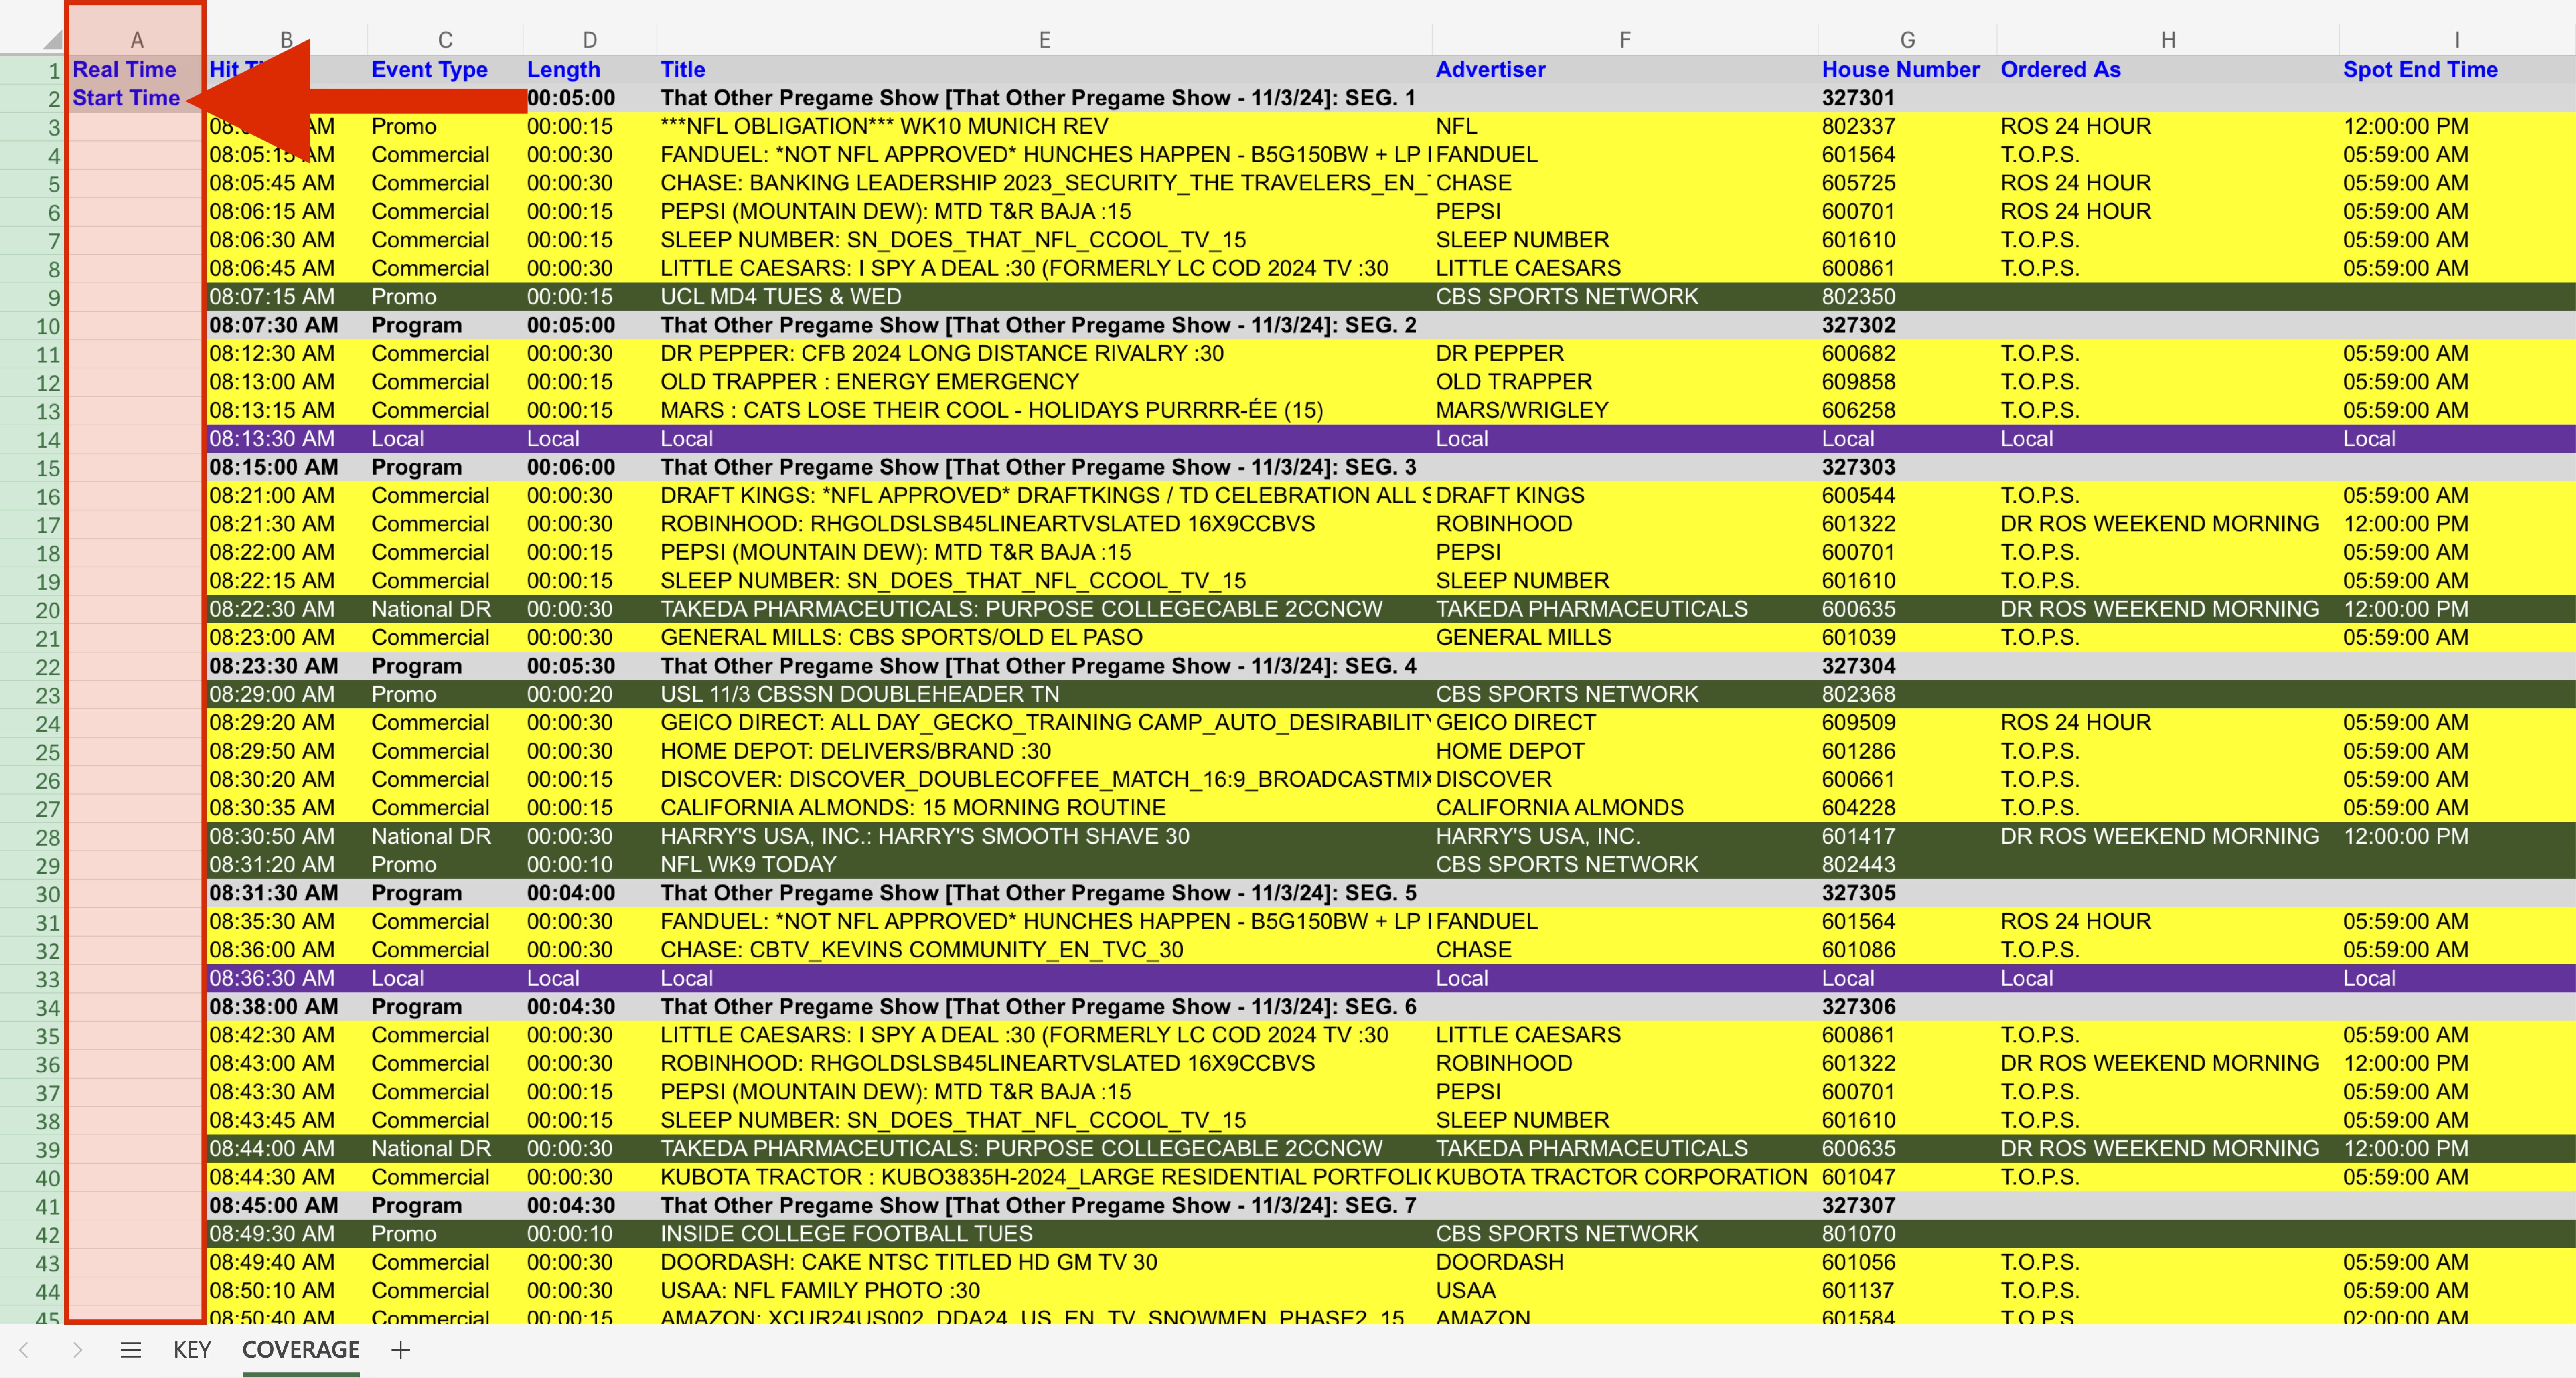 A B C D E F G H I
1 Real Time Hit Event Type Length Title Advertiser House Number Ordered As Spot End Time
2 Start Time 00:05:00 That Other Pregame Show [That Other Pregame Show - 11/3/24]: SEG. 1 327301
3 AM Promo 00:00:15 ***NFL OBLIGATION*** WK10 MUNICH REV NFL 802337 ROS 24 HOUR 12:00:00 PM
4 08:05:15 AM Commercial 00:00:30 FANDUEL: *NOT NFL APPROVED* HUNCHES HAPPEN - B5G150BW + LP FANDUEL 601564 T.O.P.S. 05:59:00 AM
5 08:05:45 AM Commercial 00:00:30 CHASE: BANKING LEADERSHIP 2023_SECURITY_THE TRAVELERS_EN_ CHASE 605725 ROS 24 HOUR 05:59:00 AM
6 08:06:15 AM Commercial 00:00:15 PEPSI (MOUNTAIN DEW): MTD T&R BAJA :15 PEPSI 600701 ROS 24 HOUR 05:59:00 AM
7 08:06:30 AM Commercial 00:00:15 SLEEP NUMBER: SN_DOES_THAT_NFL_CCOOL_TV_15 SLEEP NUMBER 601610 T.O.P.S. 05:59:00 AM
8 08:06:45 AM Commercial 00:00:30 LITTLE CAESARS: I SPY A DEAL :30 (FORMERLY LC COD 2024 TV :30 LITTLE CAESARS 600861 T.O.P.S. 05:59:00 AM
9 08:07:15 AM Promo 00:00:15 UCL MD4 TUES & WED CBS SPORTS NETWORK 802350
10 08:07:30 AM Program 00:05:00 That Other Pregame Show [That Other Pregame Show - 11/3/24]: SEG. 2 327302
11 08:12:30 AM Commercial 00:00:30 DR PEPPER: CFB 2024 LONG DISTANCE RIVALRY :30 DR PEPPER 600682 T.O.P.S. 05:59:00 AM
12 08:13:00 AM Commercial 00:00:15 OLD TRAPPER : ENERGY EMERGENCY OLD TRAPPER 609858 T.O.P.S. 05:59:00 AM
13 08:13:15 AM Commercial 00:00:15 MARS : CATS LOSE THEIR COOL - HOLIDAYS PURRRR-ÉE (15) MARS/WRIGLEY 606258 T.O.P.S. 05:59:00 AM
14 08:13:30 AM Local Local Local Local Local Local Local
15 08:15:00 AM Program 00:06:00 That Other Pregame Show [That Other Pregame Show - 11/3/24]: SEG. 3 327303
16 08:21:00 AM Commercial 00:00:30 DRAFT KINGS: *NFL APPROVED* DRAFTKINGS / TD CELEBRATION ALL S DRAFT KINGS 600544 T.O.P.S. 05:59:00 AM
17 08:21:30 AM Commercial 00:00:30 ROBINHOOD: RHGOLDSLSB45LINEARTVSLATED 16X9CCBVS ROBINHOOD 601322 DR ROS WEEKEND MORNING 12:00:00 PM
18 08:22:00 AM Commercial 00:00:15 PEPSI (MOUNTAIN DEW): MTD T&R BAJA :15 PEPSI 600701 T.O.P.S. 05:59:00 AM
19 08:22:15 AM Commercial 00:00:15 SLEEP NUMBER: SN_DOES_THAT_NFL_CCOOL_TV_15 SLEEP NUMBER 601610 T.O.P.S. 05:59:00 AM
20 08:22:30 AM National DR 00:00:30 TAKEDA PHARMACEUTICALS: PURPOSE COLLEGECABLE 2CCNCW TAKEDA PHARMACEUTICALS 600635 DR ROS WEEKEND MORNING 12:00:00 PM
21 08:23:00 AM Commercial 00:00:30 GENERAL MILLS: CBS SPORTS/OLD EL PASO GENERAL MILLS 601039 T.O.P.S. 05:59:00 AM
22 08:23:30 AM Program 00:05:30 That Other Pregame Show [That Other Pregame Show - 11/3/24]: SEG. 4 327304
23 08:29:00 AM Promo 00:00:20 USL 11/3 CBSSN DOUBLEHEADER TN CBS SPORTS NETWORK 802368
24 08:29:20 AM Commercial 00:00:30 GEICO DIRECT: ALL DAY_GECKO_TRAINING CAMP_AUTO_DESIRABILITY GEICO DIRECT 609509 ROS 24 HOUR 05:59:00 AM
25 08:29:50 AM Commercial 00:00:30 HOME DEPOT: DELIVERS/BRAND :30 HOME DEPOT 601286 T.O.P.S. 05:59:00 AM
26 08:30:20 AM Commercial 00:00:15 DISCOVER: DISCOVER_DOUBLECOFFEE_MATCH_16:9_BROADCASTMIX DISCOVER 600661 T.O.P.S. 05:59:00 AM
27 08:30:35 AM Commercial 00:00:15 CALIFORNIA ALMONDS: 15 MORNING ROUTINE CALIFORNIA ALMONDS 604228 T.O.P.S. 05:59:00 AM
28 08:30:50 AM National DR 00:00:30 HARRY'S USA, INC.: HARRY'S SMOOTH SHAVE 30 HARRY'S USA, INC. 601417 DR ROS WEEKEND MORNING 12:00:00 PM
29 08:31:20 AM Promo 00:00:10 NFL WK9 TODAY CBS SPORTS NETWORK 802443
30 08:31:30 AM Program 00:04:00 That Other Pregame Show [That Other Pregame Show - 11/3/24]: SEG. 5 327305
31 08:35:30 AM Commercial 00:00:30 FANDUEL: *NOT NFL APPROVED* HUNCHES HAPPEN - B5G150BW + LP FANDUEL 601564 ROS 24 HOUR 05:59:00 AM
32 08:36:00 AM Commercial 00:00:30 CHASE: CBTV_KEVINS COMMUNITY_EN_TVC_30 CHASE 601086 T.O.P.S. 05:59:00 AM
33 08:36:30 AM Local Local Local Local Local Local Local
34 08:38:00 AM Program 00:04:30 That Other Pregame Show [That Other Pregame Show - 11/3/24]: SEG. 6 327306
35 08:42:30 AM Commercial 00:00:30 LITTLE CAESARS: I SPY A DEAL :30 (FORMERLY LC COD 2024 TV :30 LITTLE CAESARS 600861 T.O.P.S. 05:59:00 AM
36 08:43:00 AM Commercial 00:00:30 ROBINHOOD: RHGOLDSLSB45LINEARTVSLATED 16X9CCBVS ROBINHOOD 601322 DR ROS WEEKEND MORNING 12:00:00 PM
37 08:43:30 AM Commercial 00:00:15 PEPSI (MOUNTAIN DEW): MTD T&R BAJA :15 PEPSI 600701 T.O.P.S. 05:59:00 AM
38 08:43:45 AM Commercial 00:00:15 SLEEP NUMBER: SN_DOES_THAT_NFL_CCOOL_TV_15 SLEEP NUMBER 601610 T.O.P.S. 05:59:00 AM
39 08:44:00 AM National DR 00:00:30 TAKEDA PHARMACEUTICALS: PURPOSE COLLEGECABLE 2CCNCW TAKEDA PHARMACEUTICALS 600635 DR ROS WEEKEND MORNING 12:00:00 PM
40 08:44:30 AM Commercial 00:00:30 KUBOTA TRACTOR : KUBO3835H-2024_LARGE RESIDENTIAL PORTFOLIO KUBOTA TRACTOR CORPORATION 601047 T.O.P.S. 05:59:00 AM
41 08:45:00 AM Program 00:04:30 That Other Pregame Show [That Other Pregame Show - 11/3/24]: SEG. 7 327307
42 08:49:30 AM Promo 00:00:10 INSIDE COLLEGE FOOTBALL TUES CBS SPORTS NETWORK 801070
43 08:49:40 AM Commercial 00:00:30 DOORDASH: CAKE NTSC TITLED HD GM TV 30 DOORDASH 601056 T.O.P.S. 05:59:00 AM
44 08:50:10 AM Commercial 00:00:30 USAA: NFL FAMILY PHOTO :30 USAA 601137 T.O.P.S. 05:59:00 AM
45 08:50:40 AM Commercial 00:00:15 AMAZON: XCUR24US002_DDA24_US_EN_TV_SNOWMEN_PHASE2_15 AMAZON 601584 T.O.P.S. 02:00:00 AM
KEY COVERAGE